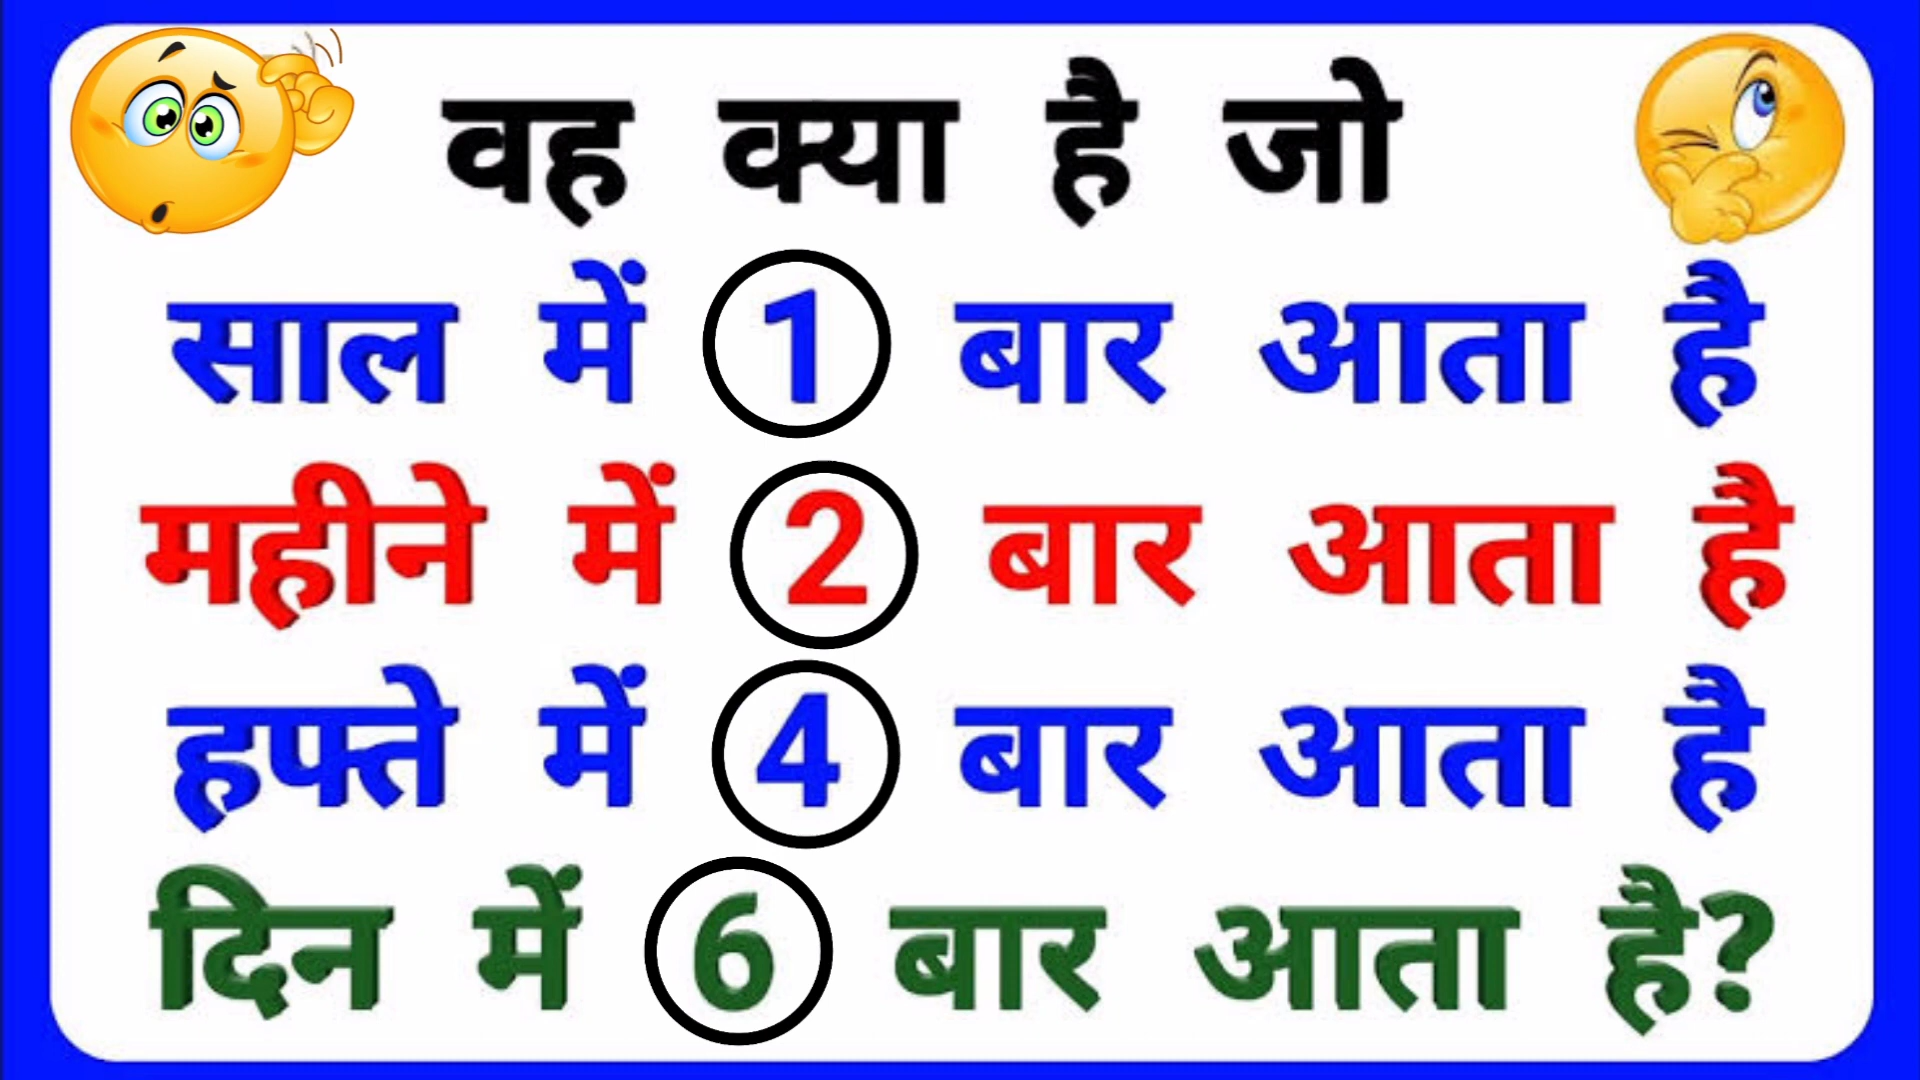 वह क्या है जो
साल में 1 बार आता है
महीने में 2 बार आता है
हफ्ते में 4 बार आता है
दिन में 6 बार आता है?